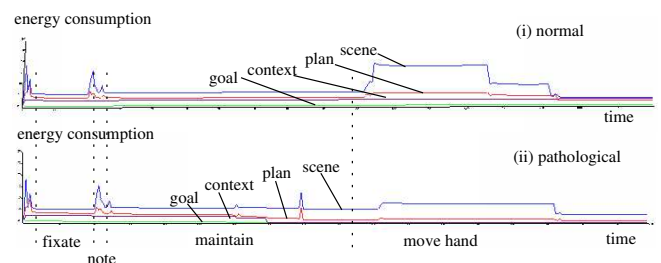 energy consumption
(i) normal
scene
plan
context
goal
time
energy consumption
(ii) pathological
scene
plan
context
goal
fixate
maintain
move hand
time
note